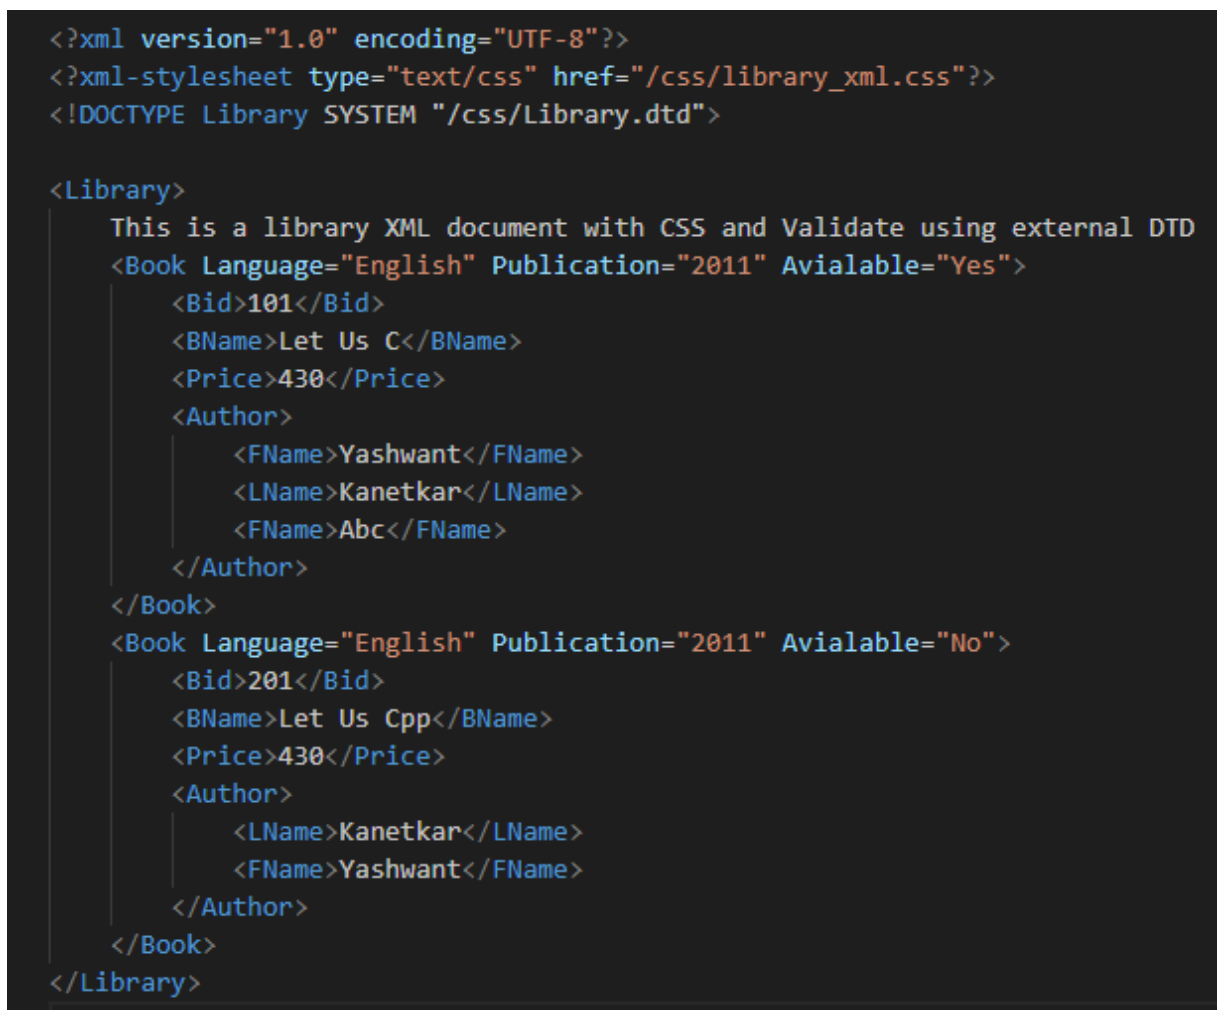 <?xml version="1.0" encoding="UTF-8"?>
<?xml-stylesheet type="text/css" href="/css/library_xml.css"?>
<!DOCTYPE Library SYSTEM "/css/Library.dtd">
<Library>
This is a library XML document with CSS and Validate using external DTD
<Book Language="English" Publication="2011" Avialable="Yes">
<Bid>101</Bid>
<BName>Let Us C</BName>
<Price>430</Price>
<Author>
<FName>Yashwant</FName>
<LName>Kanetkar</LName>
<FName>Abc</FName>
</Author>
</Book>
<Book Language="English" Publication="2011" Avialable="No">
<Bid>201</Bid>
<BName>Let Us Cpp</BName>
<Price>430</Price>
<Author>
<LName>Kanetkar</LName>
<FName>Yashwant</FName>
</Author>
</Book>
</Library>